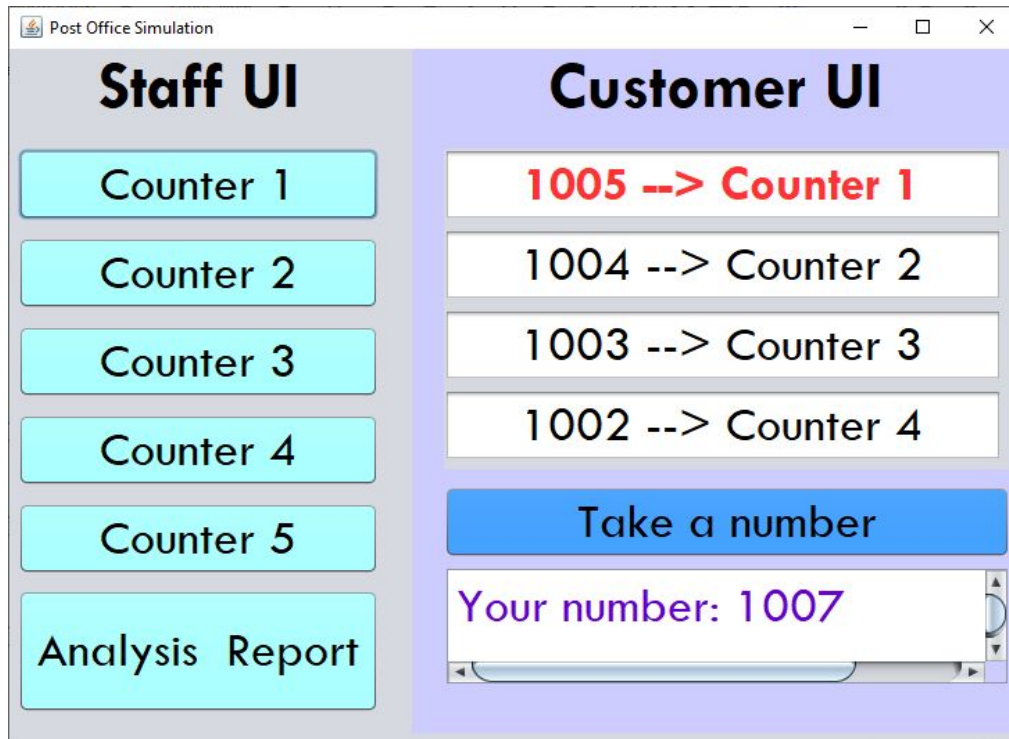 Post Office Simulation
Staff UI
Counter 1
Counter 2
Counter 3
Counter 4
Counter 5
Analysis Report
Customer UI
1005 --> Counter 1
1004 --> Counter 2
1003 --> Counter 3
1002 --> Counter 4
Take a number
Your number: 1007